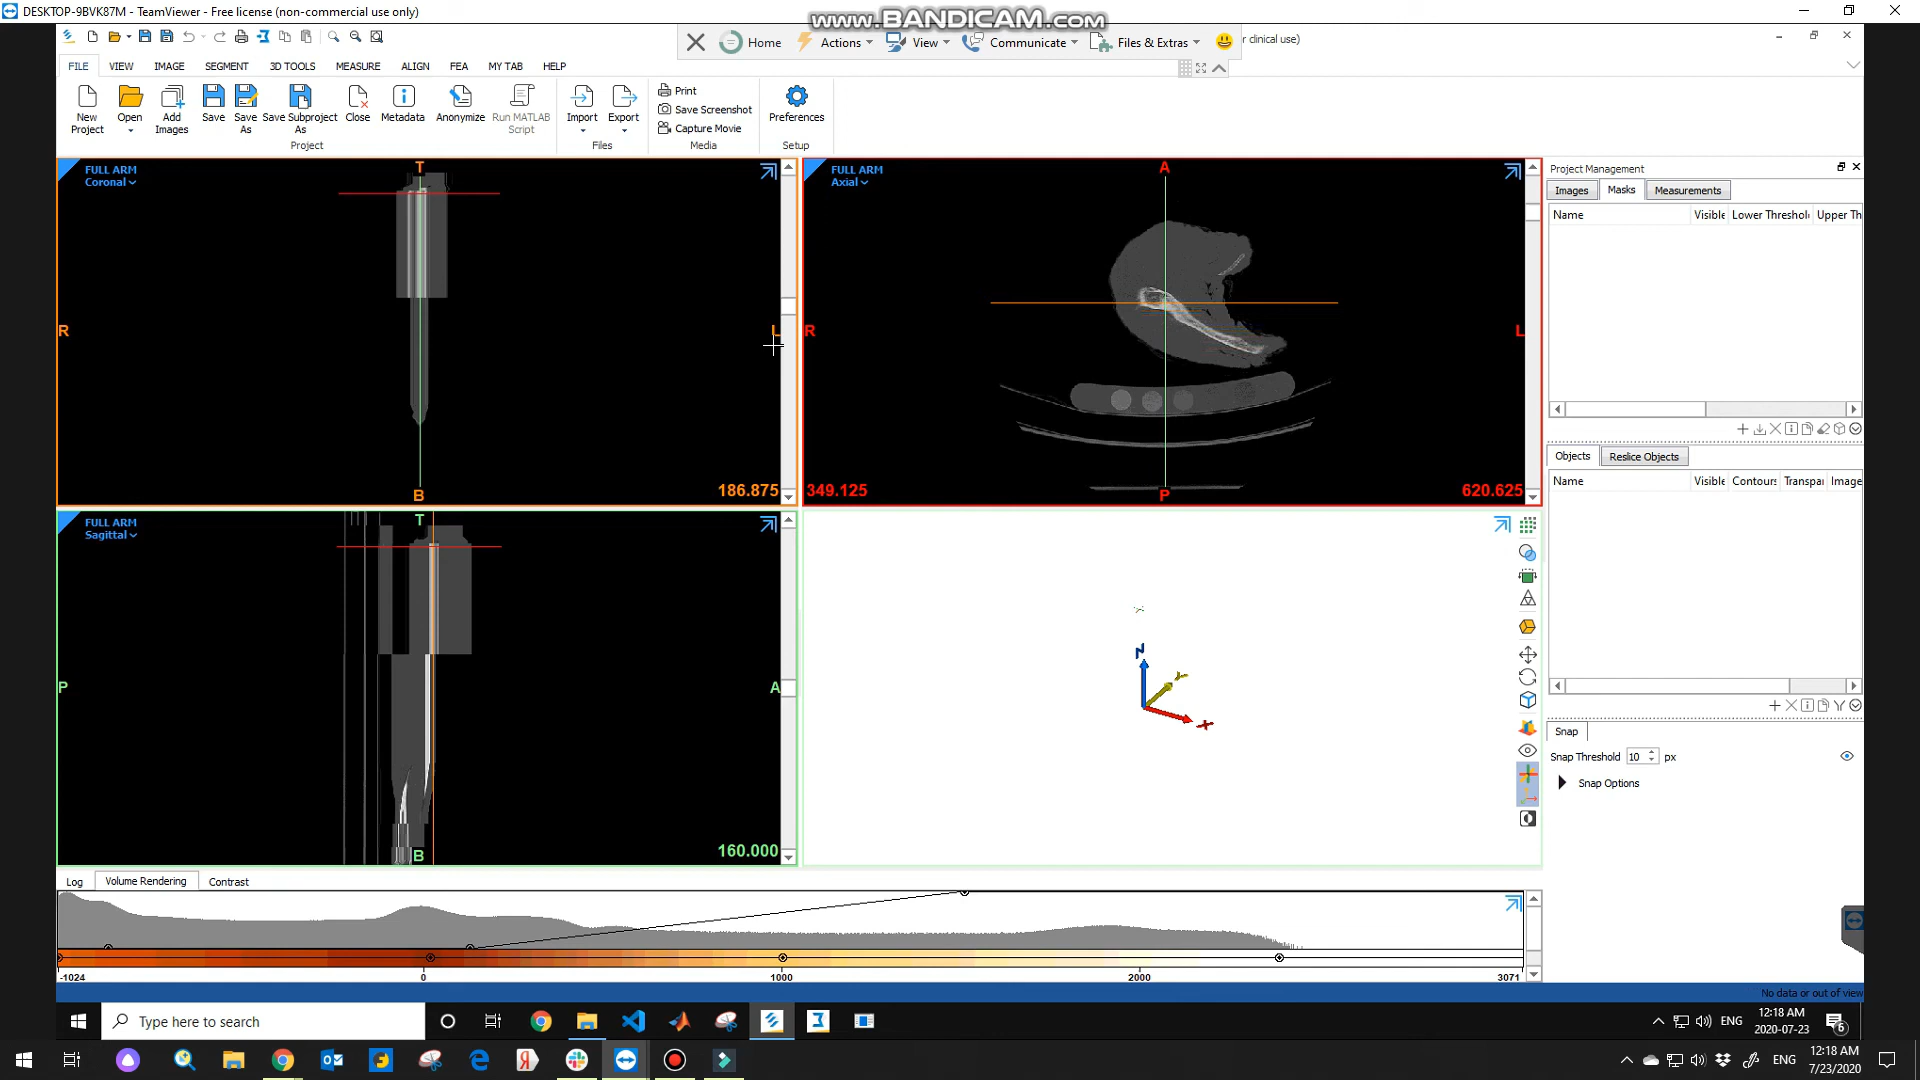 DESKTOP-9BVK87M - TeamViewer - Free license (non-commercial use only)
www.BANDICAM.com
Home Actions View Communicate Files & Extras
r clinical use)
FILE VIEW IMAGE SEGMENT 3D TOOLS MEASURE ALIGN FEA MY TAB HELP
New Project Open Add Images Save Save As Save Subproject As Close Metadata Anonymize Run MATLAB Script Import Export Print Preferences
Save Screenshot
Capture Movie
Project Files Media Setup
FULL ARM
Coronal
T
R
L
B
186.875
FULL ARM
Axial
A
R
L
P
349.125
620.625
FULL ARM
Sagittal
T
P
A
B
160.000
N
Y
X
Project Management
Images Masks Measurements
Name Visible Lower Threshol Upper Th
Objects Reslice Objects
Name Visible Contours Transpar Image
Snap
Snap Threshold 10 px
Snap Options
Log Volume Rendering Contrast
-1024 0 1000 2000 3071
No data or out of view
Type here to search
ENG
12:18 AM
2020-07-23
6
ENG
12:18 AM
7/23/2020